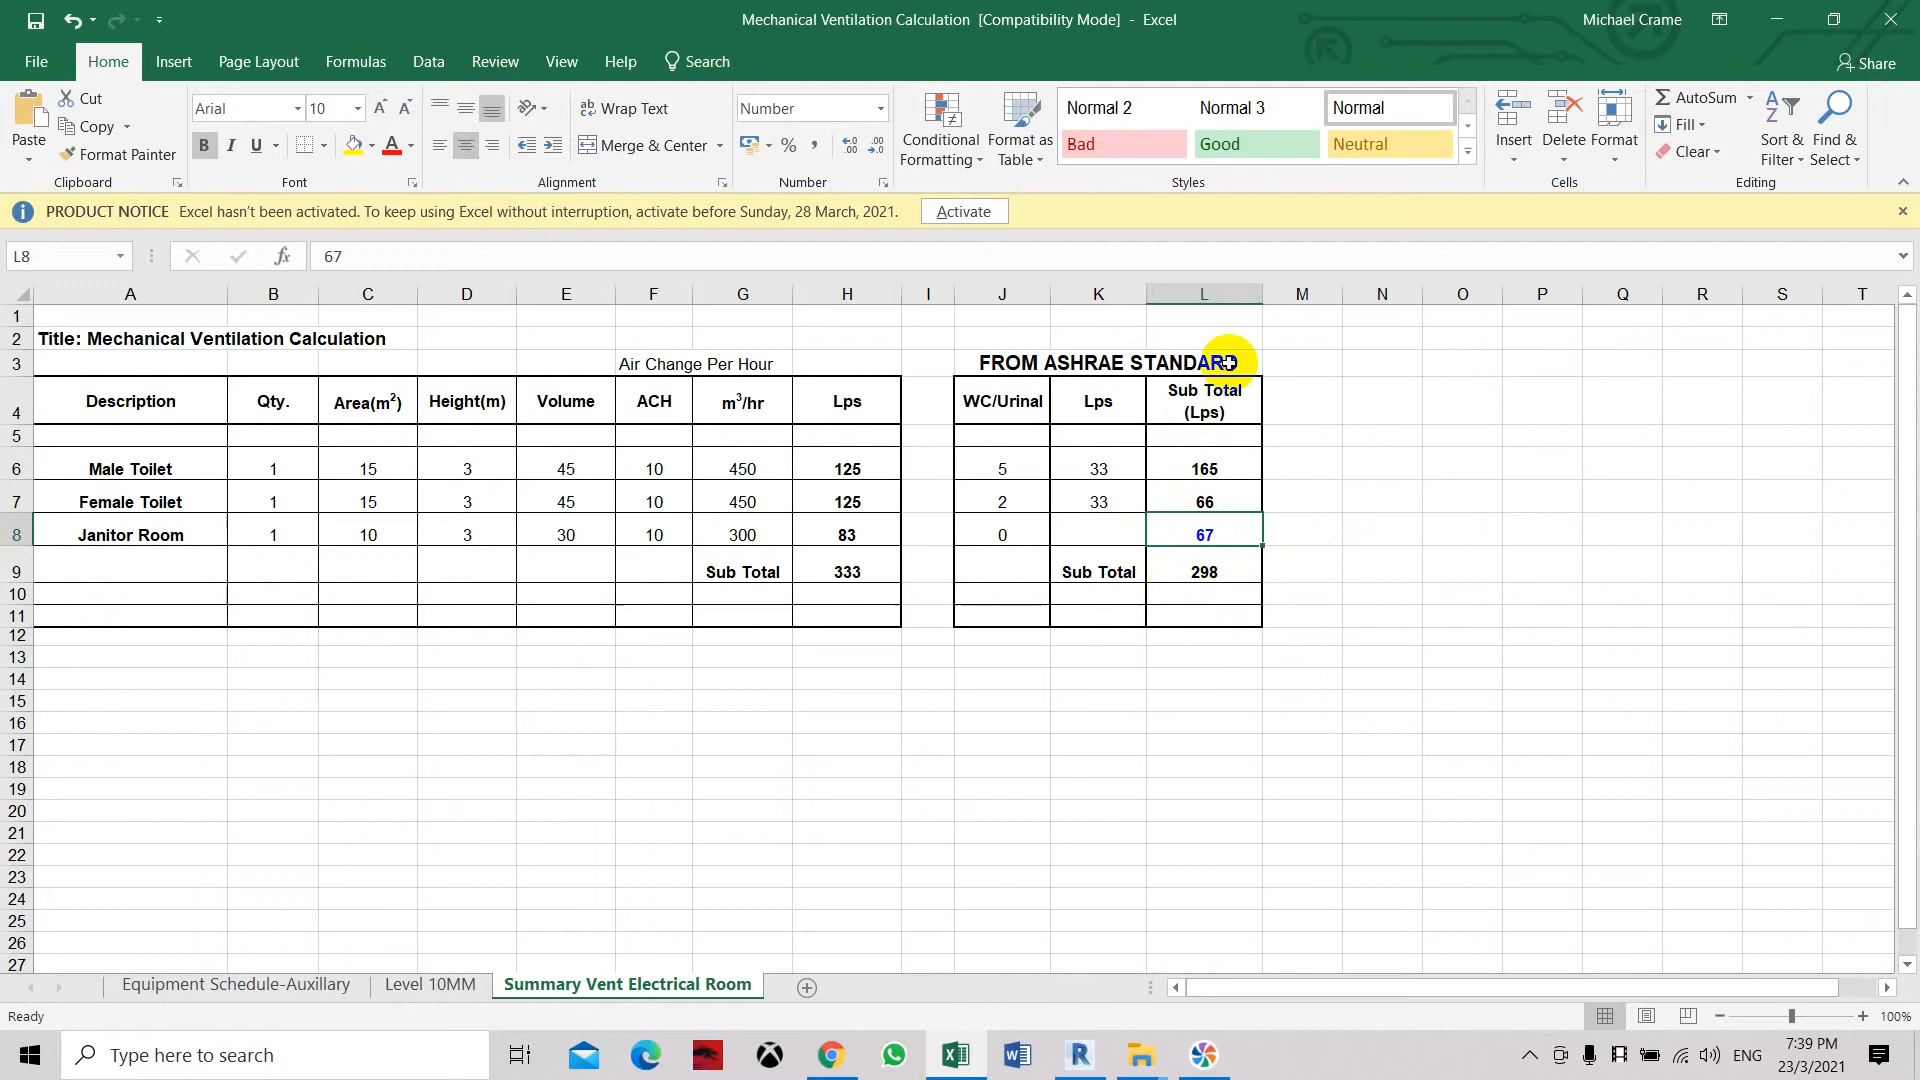 Mechanical Ventilation Calculation [Compatibility Mode] - Excel
Michael Crame
File Home Insert Page Layout Formulas Data Review View Help Search
Share
Paste
Cut
Copy
Format Painter
Clipboard
Arial 10
B I U
Font
Wrap Text
Merge & Center
Alignment
Number
%
Number
Conditional Formatting
Format as Table
Normal 2 Normal 3 Normal
Bad Good Neutral
Styles
Insert Delete Format
Cells
AutoSum
Fill
Clear
Sort & Filter
Find & Select
Editing
PRODUCT NOTICE Excel hasn't been activated. To keep using Excel without interruption, activate before Sunday, 28 March, 2021. Activate
L8 fx 67
A B C D E F G H I J K L M N O P Q R S T
1
2 Title: Mechanical Ventilation Calculation
3 Air Change Per Hour FROM ASHRAE STANDARD
4 Description Qty. Area(m²) Height(m) Volume ACH m³/hr Lps WC/Urinal Lps Sub Total (Lps)
5
6 Male Toilet 1 15 3 45 10 450 125 5 33 165
7 Female Toilet 1 15 3 45 10 450 125 2 33 66
8 Janitor Room 1 10 3 30 10 300 83 0 67
9 Sub Total 333 Sub Total 298
10
11
12
13
14
15
16
17
18
19
20
21
22
23
24
25
26
27
Equipment Schedule-Auxillary Level 10MM Summary Vent Electrical Room
Ready
100%
Type here to search
ENG
7:39 PM
23/3/2021